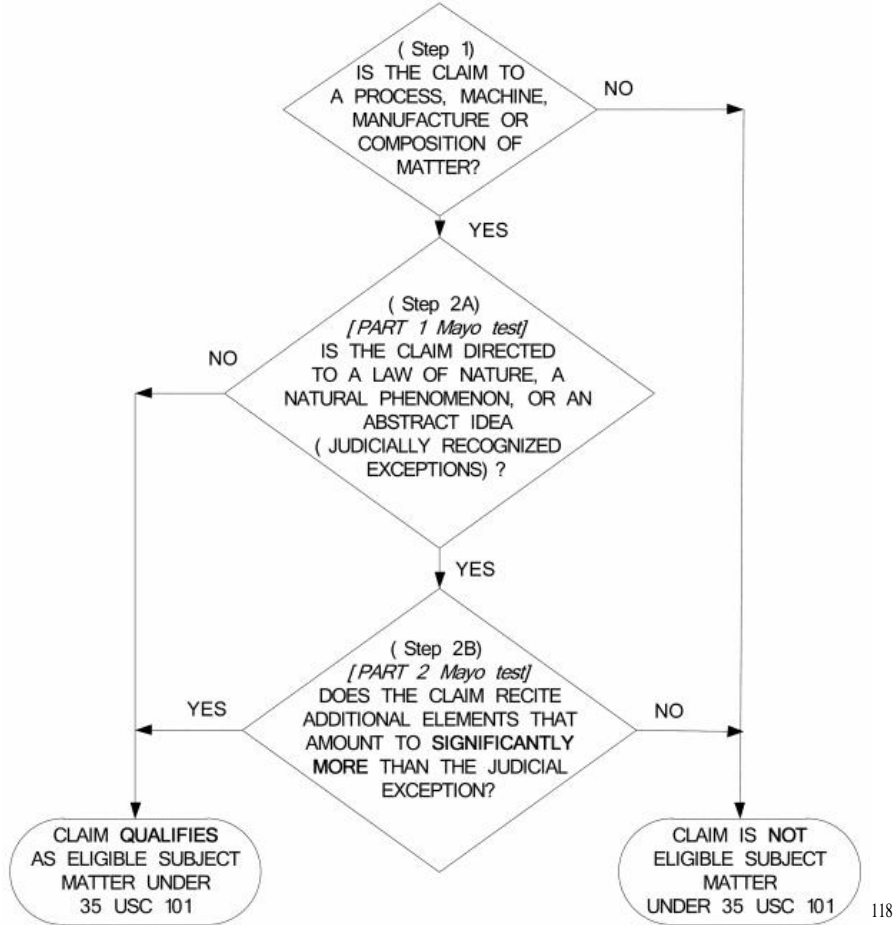 ( Step 1)
IS THE CLAIM TO
A PROCESS, MACHINE,
MANUFACTURE OR
COMPOSITION OF
MATTER?
NO
YES
( Step 2A)
[PART 1 Mayo test]
IS THE CLAIM DIRECTED
TO A LAW OF NATURE, A
NATURAL PHENOMENON, OR AN
ABSTRACT IDEA
( JUDICIALLY RECOGNIZED
EXCEPTIONS) ?
NO
YES
( Step 2B)
[PART 2 Mayo test]
DOES THE CLAIM RECITE
ADDITIONAL ELEMENTS THAT
AMOUNT TO SIGNIFICANTLY
MORE THAN THE JUDICIAL
EXCEPTION?
YES
NO
CLAIM QUALIFIES
AS ELIGIBLE SUBJECT
MATTER UNDER
35 USC 101
CLAIM IS NOT
ELIGIBLE SUBJECT
MATTER
UNDER 35 USC 101
118